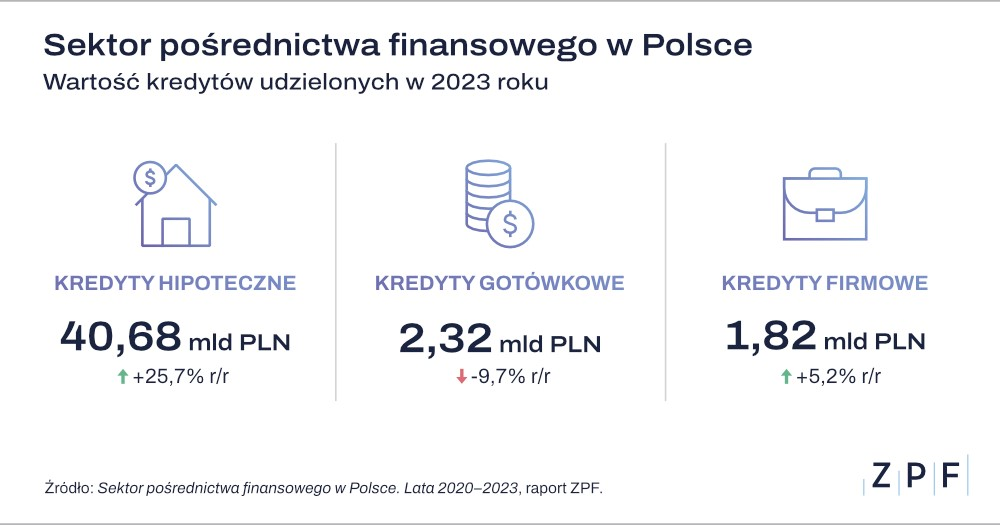 Sektor pośrednictwa finansowego w Polsce
Wartość kredytów udzielonych w 2023 roku
$
KREDYTY HIPOTECZNE
40,68 mld PLN
+25,7% r/r
$
KREDYTY GOTÓWKOWE
2,32 mld PLN
-9,7% r/r
KREDYTY FIRMOWE
1,82 mld PLN
+5,2% r/r
Źródło: Sektor pośrednictwa finansowego w Polsce. Lata 2020–2023, raport ZPF.
ZPF